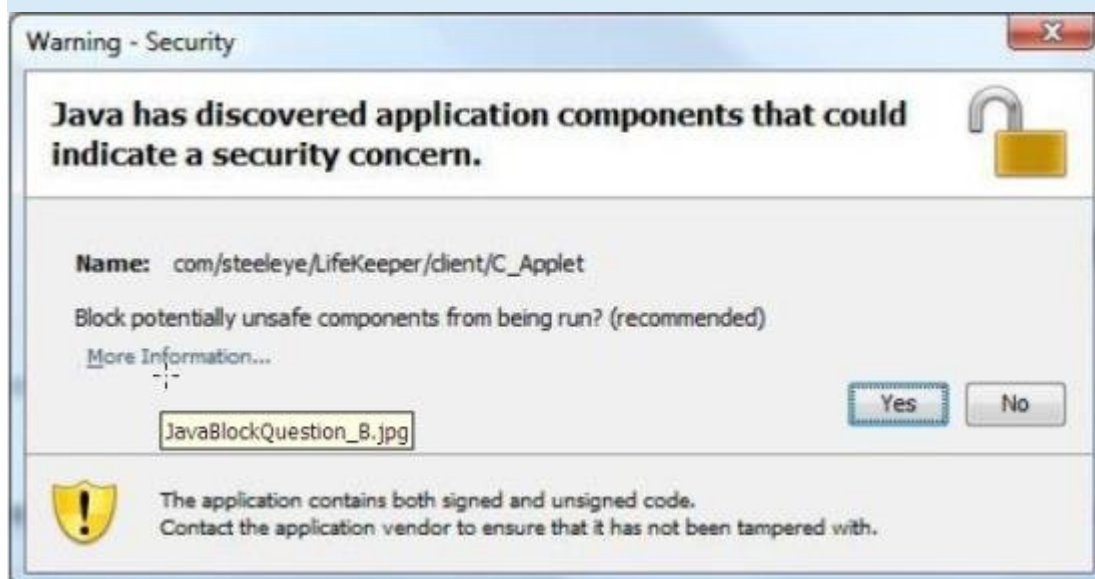 Warning - Security
Java has discovered application components that could
indicate a security concern.
Name: com/steeleye/LifeKeeper/client/C_Applet
Block potentially unsafe components from being run? (recommended)
More Information...
Yes No
JavaBlockQuestion_B.jpg
The application contains both signed and unsigned code.
Contact the application vendor to ensure that it has not been tampered with.